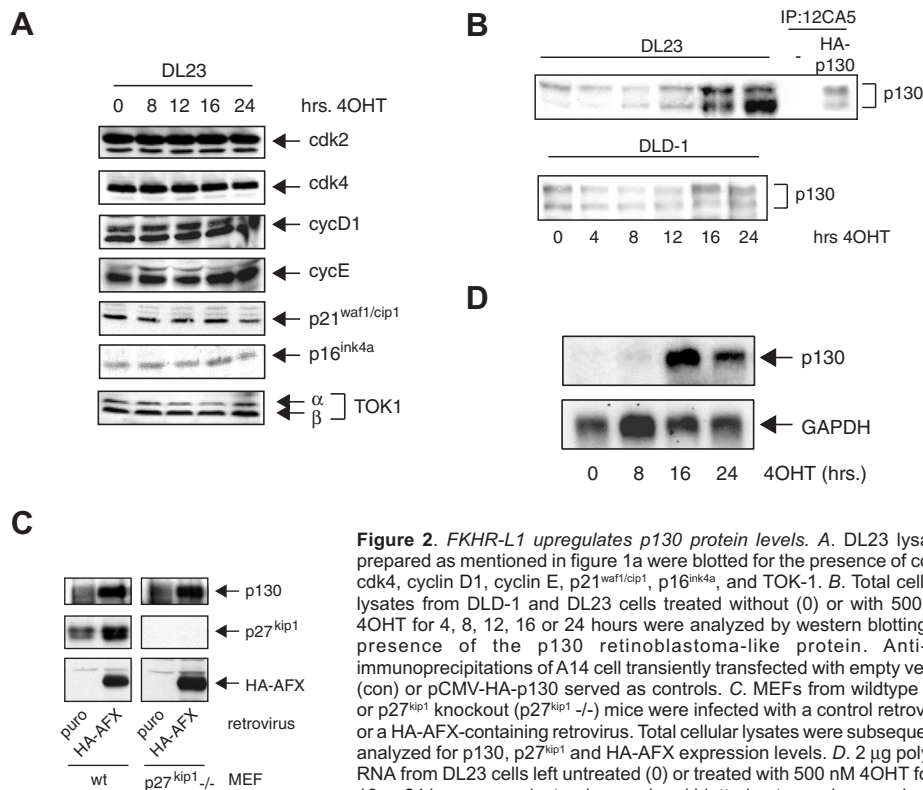 A
DL23
0 8 12 16 24 hrs. 4OHT
cdk2
cdk4
cycD1
cycE
p21waf1/cip1
p16ink4a
α
β
TOK1
B
IP:12CA5
DL23
-
HA-
p130
p130
DLD-1
p130
0 4 8 12 16 24 hrs 4OHT
D
p130
GAPDH
0 8 16 24 4OHT (hrs.)
C
p130
p27kip1
HA-AFX
puro HA-AFX puro HA-AFX retrovirus
wt p27kip1-/- MEF
Figure 2. FKHR-L1 upregulates p130 protein levels. A. DL23 lysa
prepared as mentioned in figure 1a were blotted for the presence of
cdk4, cyclin D1, cyclin E, p21waf1/cip1, p16ink4a, and TOK-1. B. Total cell
lysates from DLD-1 and DL23 cells treated without (0) or with 500
4OHT for 4, 8, 12, 16 or 24 hours were analyzed by western blotting
presence of the p130 retinoblastoma-like protein. Anti-
immunoprecipitations of A14 cell transiently transfected with empty ve
(con) or pCMV-HA-p130 served as controls. C. MEFs from wildtype
or p27kip1 knockout (p27kip1 -/-) mice were infected with a control retrov
or a HA-AFX-containing retrovirus. Total cellular lysates were subseque
analyzed for p130, p27kip1 and HA-AFX expression levels. D. 2 µg poly
RNA from DL23 cells left untreated (0) or treated with 500 nM 4OHT fo